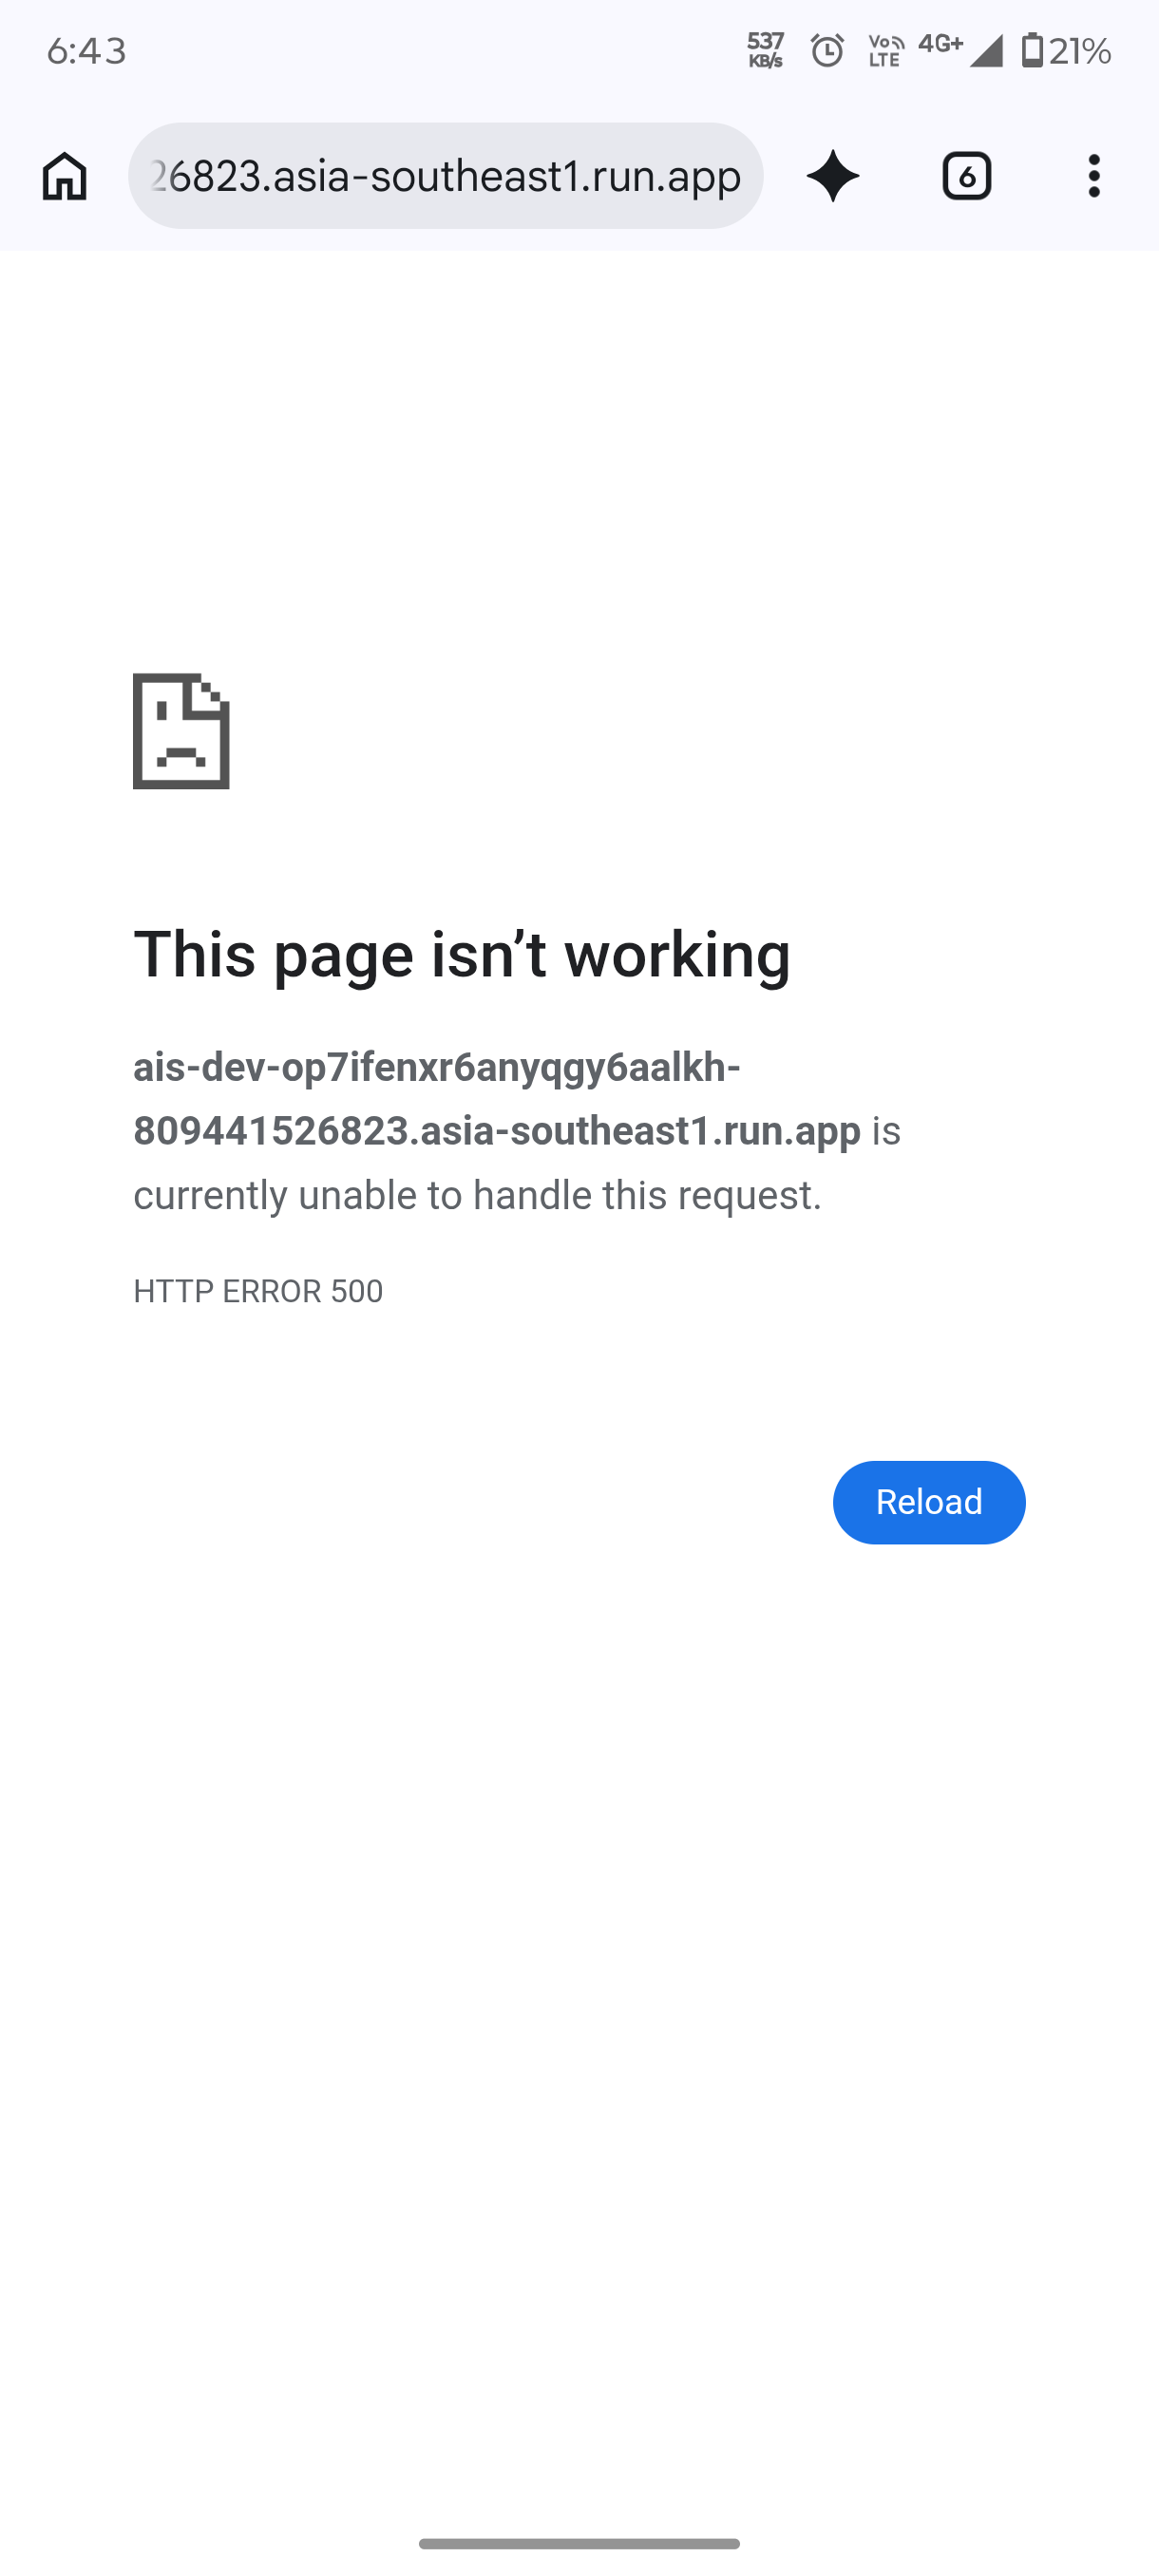 6:43
537
KB/s
Vo
LTE
4G+
21%
26823.asia-southeast1.run.app
6
This page isn’t working
ais-dev-op7ifenxr6anyqgy6aalkh-
809441526823.asia-southeast1.run.app is
currently unable to handle this request.
HTTP ERROR 500
Reload